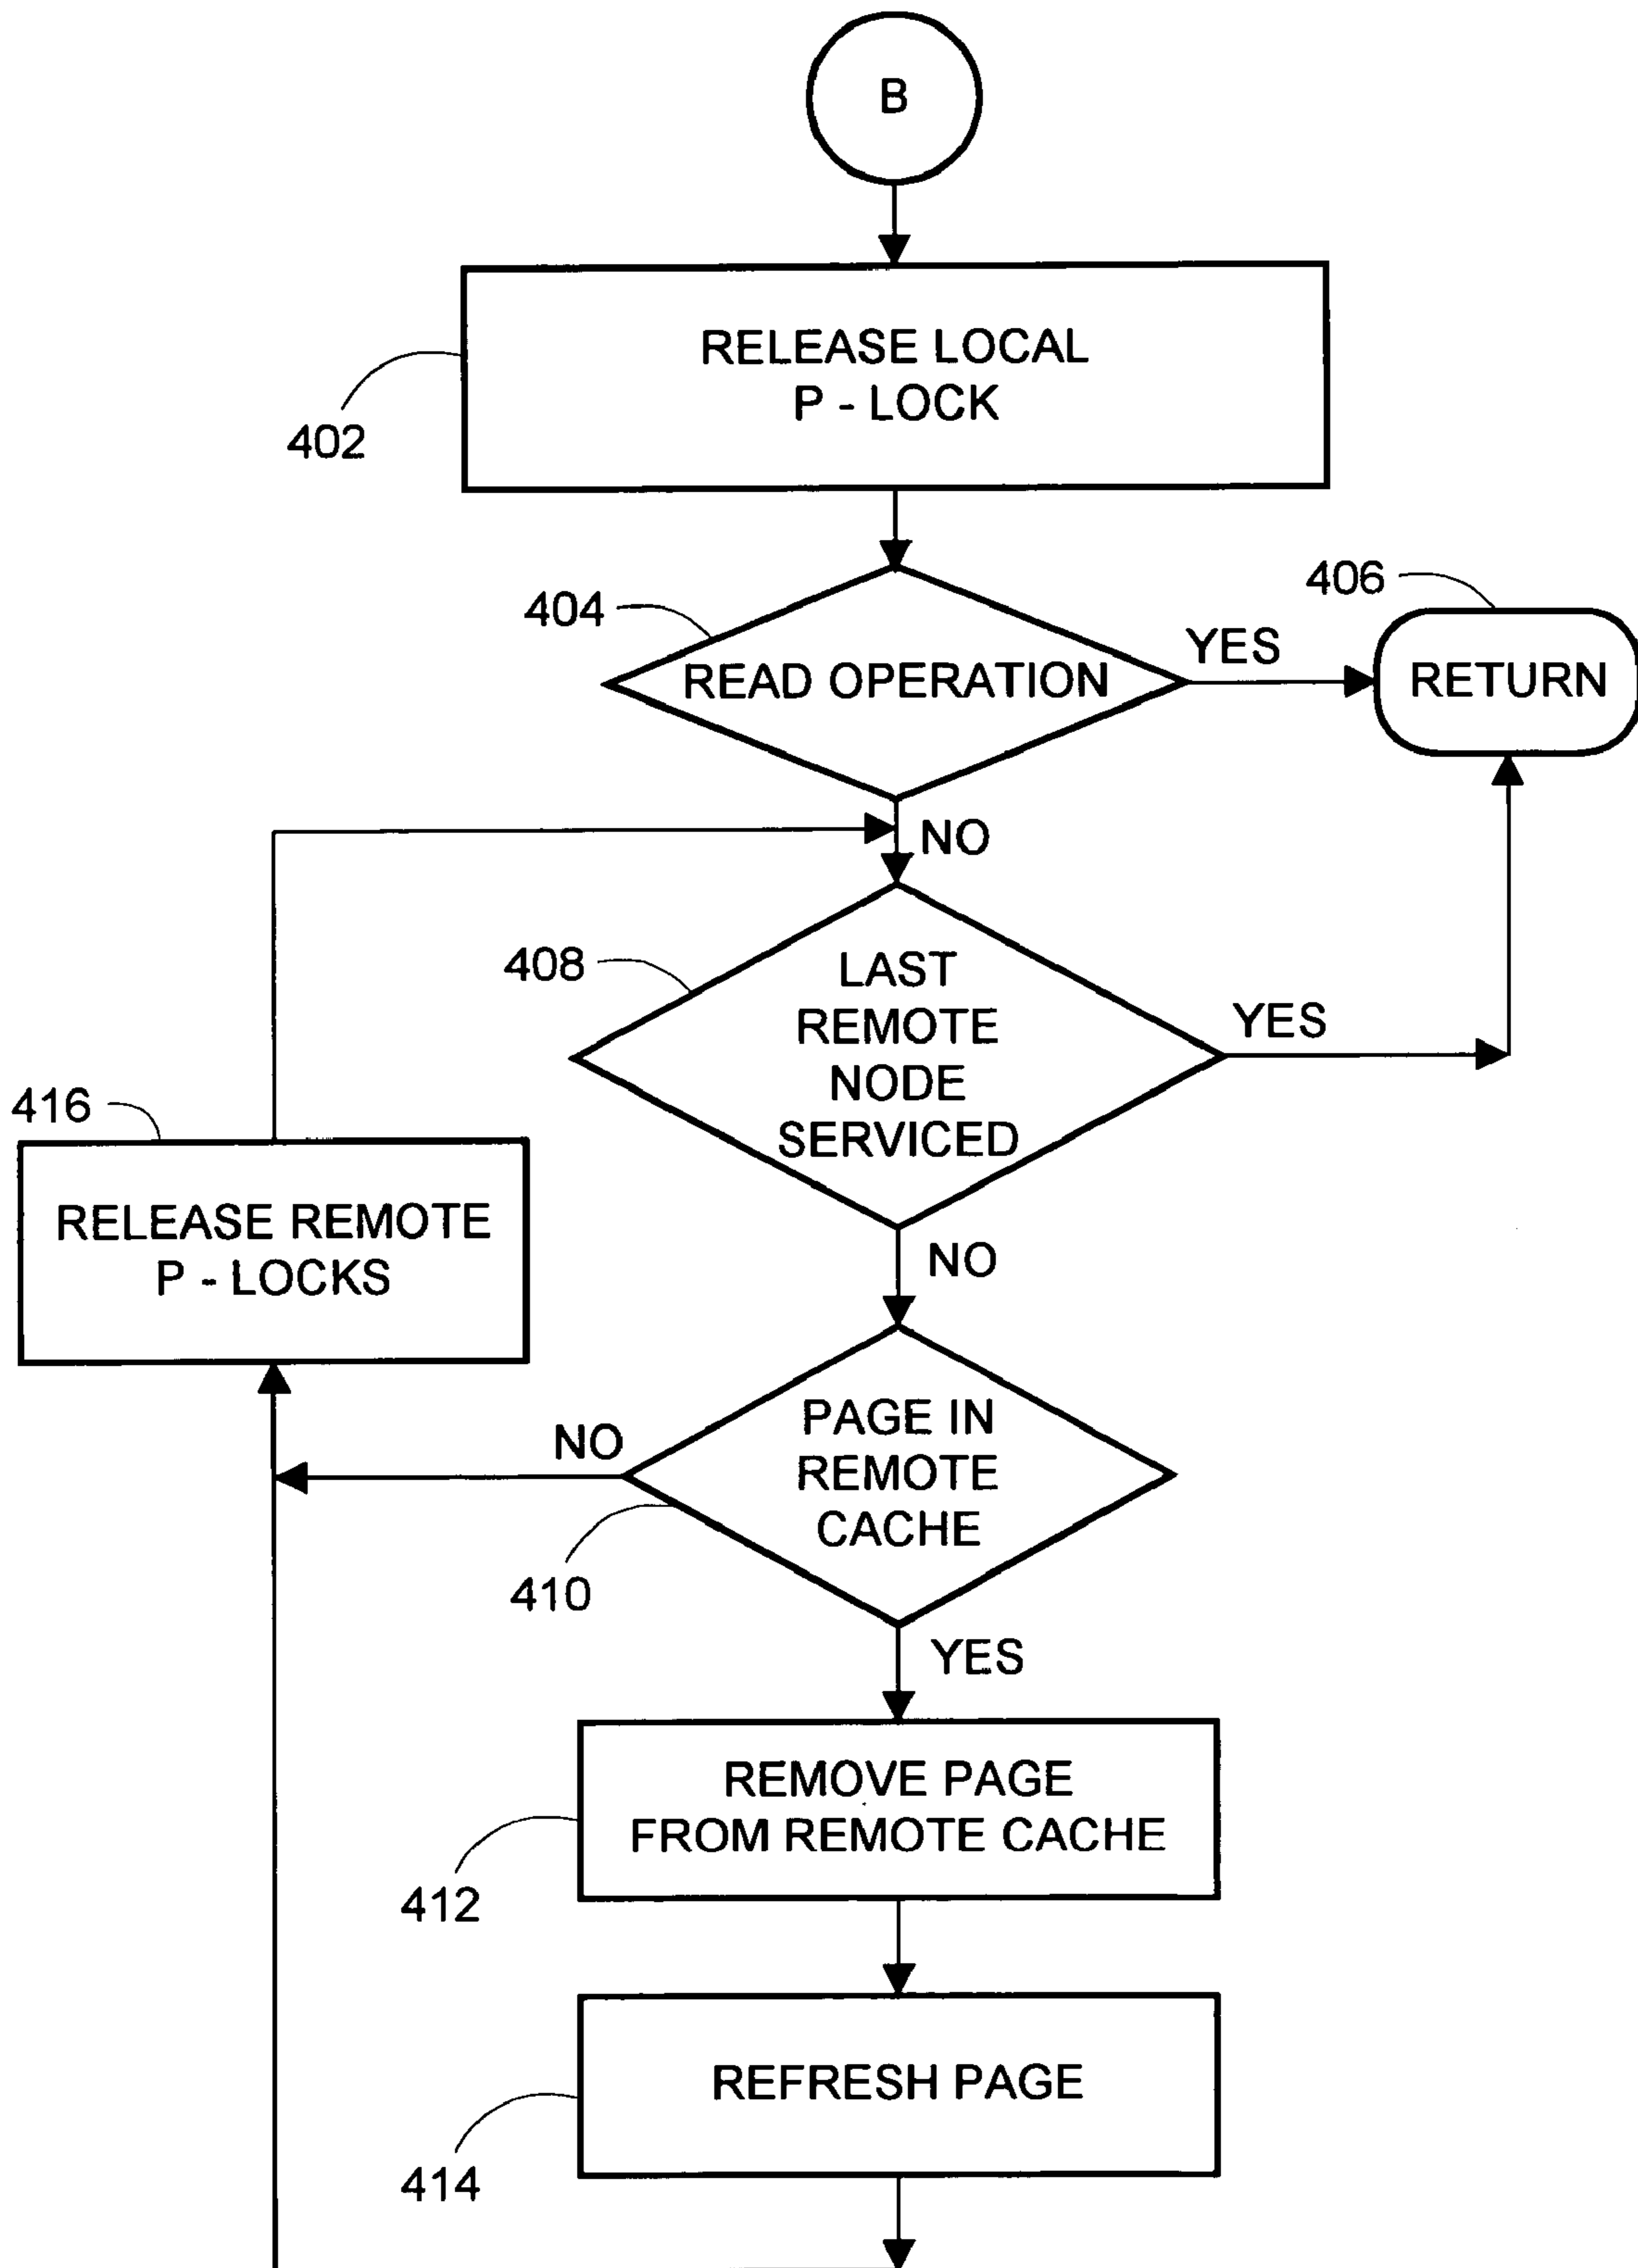 B
RELEASE LOCAL
P - LOCK
402
404
READ OPERATION
YES
406
RETURN
NO
408
LAST
REMOTE
NODE
SERVICED
YES
416
RELEASE REMOTE
P - LOCKS
NO
PAGE IN
REMOTE
CACHE
NO
410
YES
REMOVE PAGE
FROM REMOTE CACHE
412
REFRESH PAGE
414